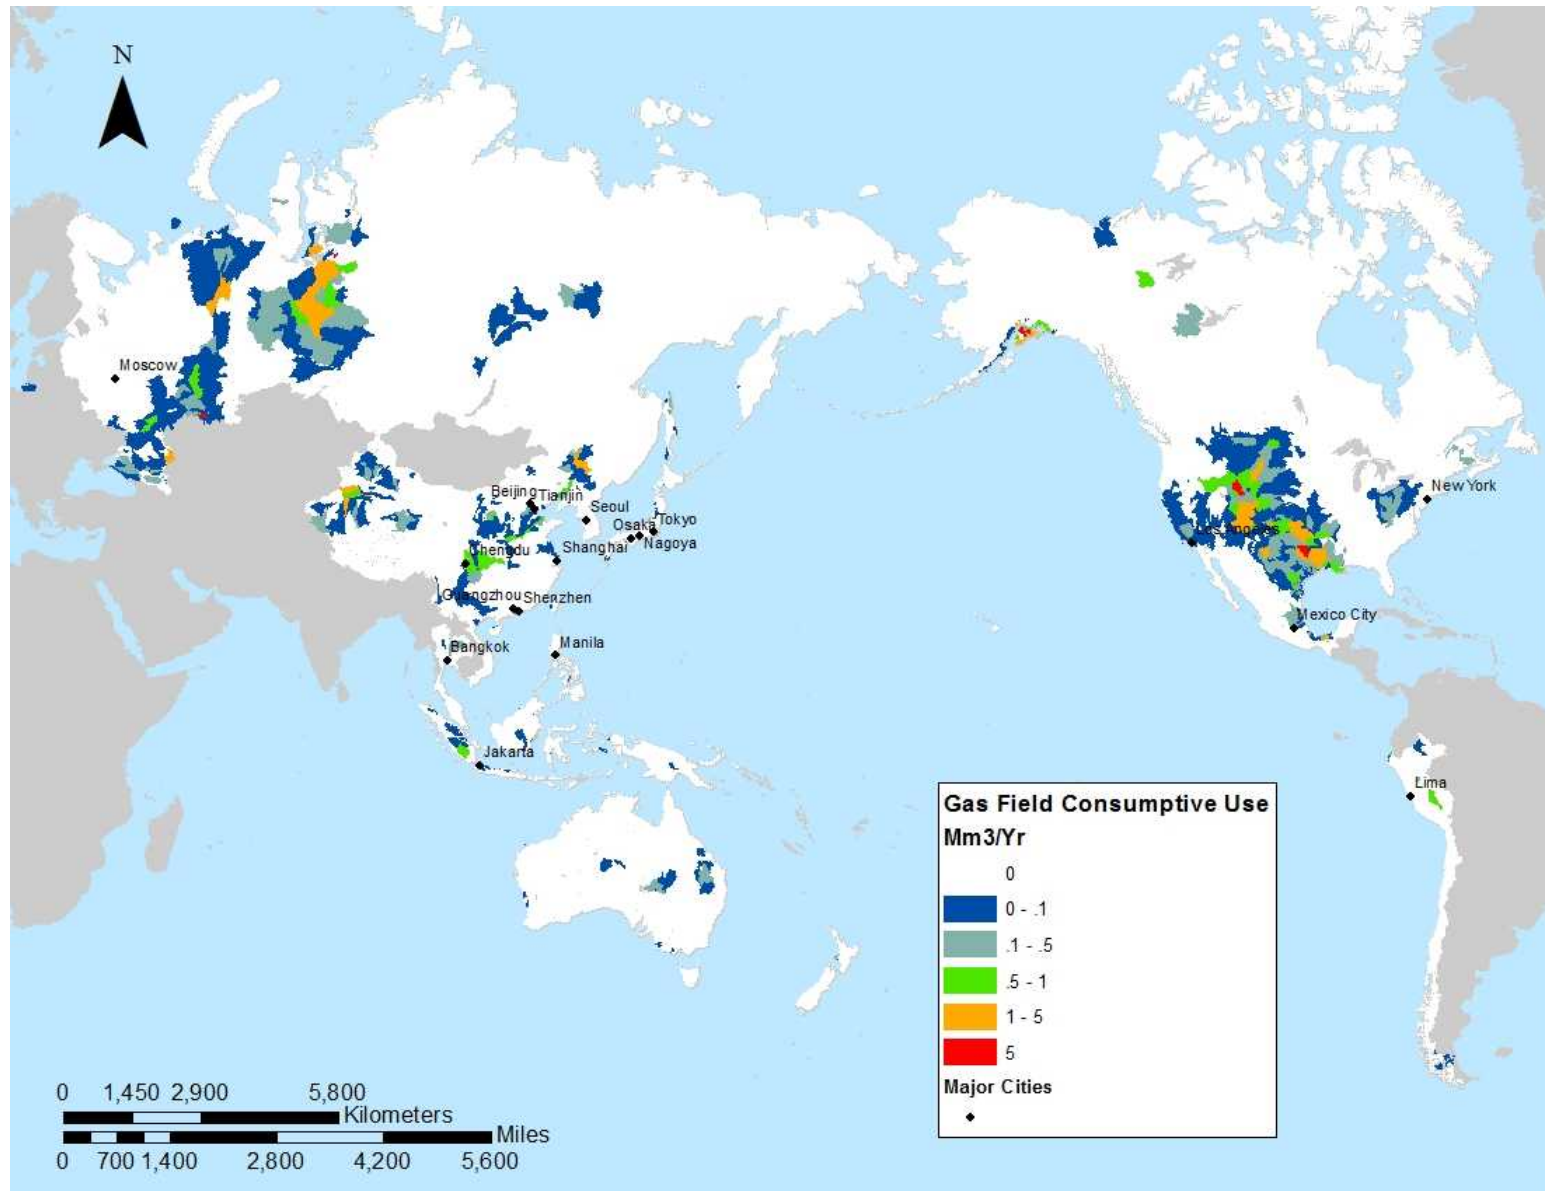 N
Moscow
Beijing
Tianjin
Seoul
Osaka
Tokyo
Nagoya
Chengdu
Shanghai
Guangzhou
Shenzhen
Bangkok
Manila
Jakarta
New York
Los Angeles
Mexico City
Lima
Gas Field Consumptive Use
Mm3/Yr
0
0 - .1
.1 - .5
.5 - 1
1 - 5
5
Major Cities
0 1,450 2,900 5,800
Kilometers
Miles
0 700 1,400 2,800 4,200 5,600